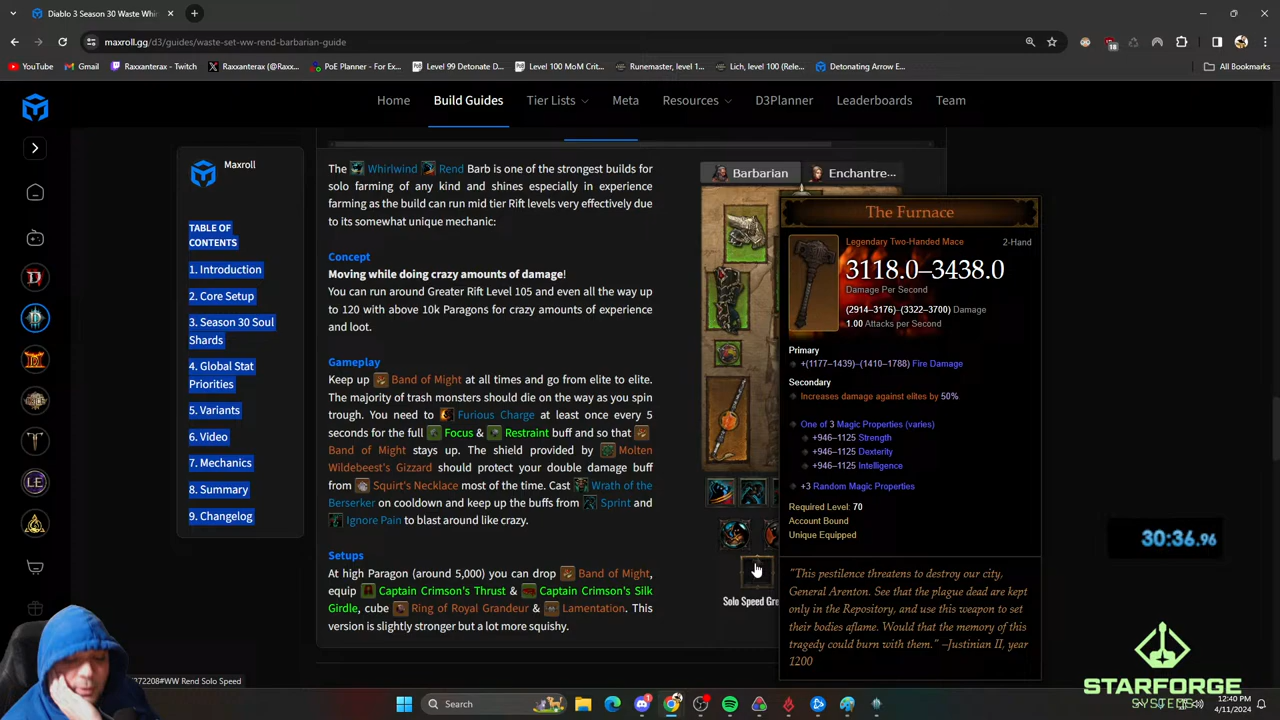 Diablo 3 Season 30 Waste Whi
maxroll.gg/d3/guides/waste-set-ww-rend-barbarian-guide
18
YouTube
Gmail
Raxxanterax - Twitch
Raxxanterax (@Raxx...
PoE Planner - For Ex...
Level 99 Detonate D...
Level 100 MoM Crit...
Runemaster, level 1...
Lich, level 100 (Rele...
Detonating Arrow E...
All Bookmarks
Home
Build Guides
Tier Lists
Meta
Resources
D3Planner
Leaderboards
Team
Maxroll
TABLE OF
CONTENTS
1. Introduction
2. Core Setup
3. Season 30 Soul
Shards
4. Global Stat
Priorities
5. Variants
6. Video
7. Mechanics
8. Summary
9. Changelog
The Whirlwind Rend Barb is one of the strongest builds for
solo farming of any kind and shines especially in experience
farming as the build can run mid tier Rift levels very effectively due
to its somewhat unique mechanic:
Concept
Moving while doing crazy amounts of damage!
You can run around Greater Rift Level 105 and even all the way up
to 120 with above 10k Paragons for crazy amounts of experience
and loot.
Gameplay
Keep up Band of Might at all times and go from elite to elite.
The majority of trash monsters should die on the way as you spin
trough. You need to Furious Charge at least once every 5
seconds for the full Focus & Restraint buff and so that
Band of Might stays up. The shield provided by Molten
Wildebeest's Gizzard should protect your double damage buff
from Squirt's Necklace most of the time. Cast Wrath of the
Berserker on cooldown and keep up the buffs from Sprint and
Ignore Pain to blast around like crazy.
Setups
At high Paragon (around 5,000) you can drop Band of Might,
equip Captain Crimson's Thrust & Captain Crimson's Silk
Girdle, cube Ring of Royal Grandeur & Lamentation. This
version is slightly stronger but a lot more squishy.
Barbarian
Enchantre...
Solo Speed Gre
The Furnace
Legendary Two-Handed Mace
2-Hand
3118.0–3438.0
Damage Per Second
(2914–3176)–(3322–3700) Damage
1.00 Attacks per Second
Primary
+(1177–1439)–(1410–1788) Fire Damage
Secondary
Increases damage against elites by 50%
One of 3 Magic Properties (varies)
+946–1125 Strength
+946–1125 Dexterity
+946–1125 Intelligence
+3 Random Magic Properties
Required Level: 70
Account Bound
Unique Equipped
"This pestilence threatens to destroy our city,
General Arenton. See that the plague dead are kept
only in the Repository, and use this weapon to set
their bodies aflame. Would that the memory of this
tragedy could burn with them." –Justinian II, year
1200
30:36.96
STARFORGE
SYSTEMS
972208#WW Rend Solo Speed
LE
Search
1
12:40 PM
4/11/2024